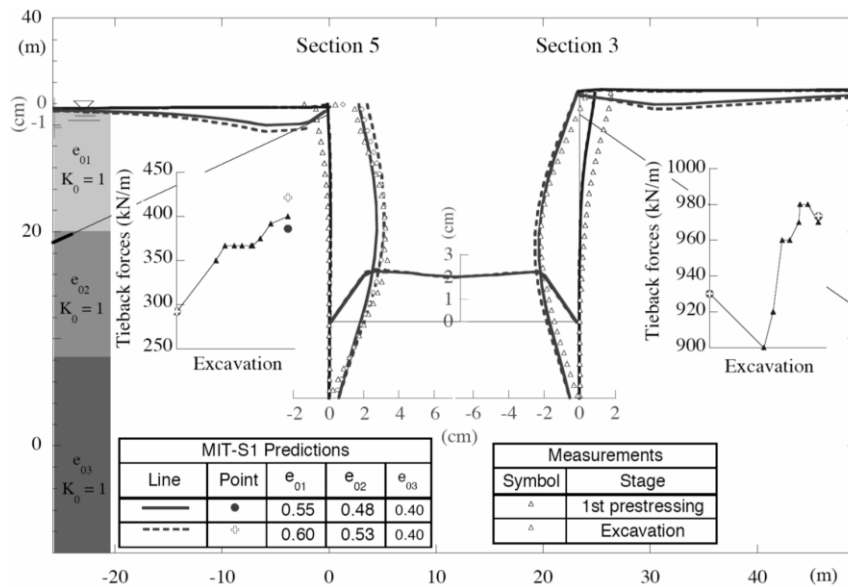 40
(m)
Section 5
Section 3
0
(cm)
-1
20
0
e01
K0 = 1
e02
K0 = 1
e03
K0 = 1
Tieback forces (kN/m)
450
400
350
300
250
Excavation
(cm)
3
2
1
0
Tieback forces (kN/m)
1000
980
960
940
920
900
Excavation
-2 0 2 4 6 -6 -4 -2 0 2
(cm)
MIT-S1 Predictions
Line Point e01 e02 e03
0.55 0.48 0.40
0.60 0.53 0.40
Measurements
Symbol Stage
1st prestressing
Excavation
-20 0 20 40 (m)